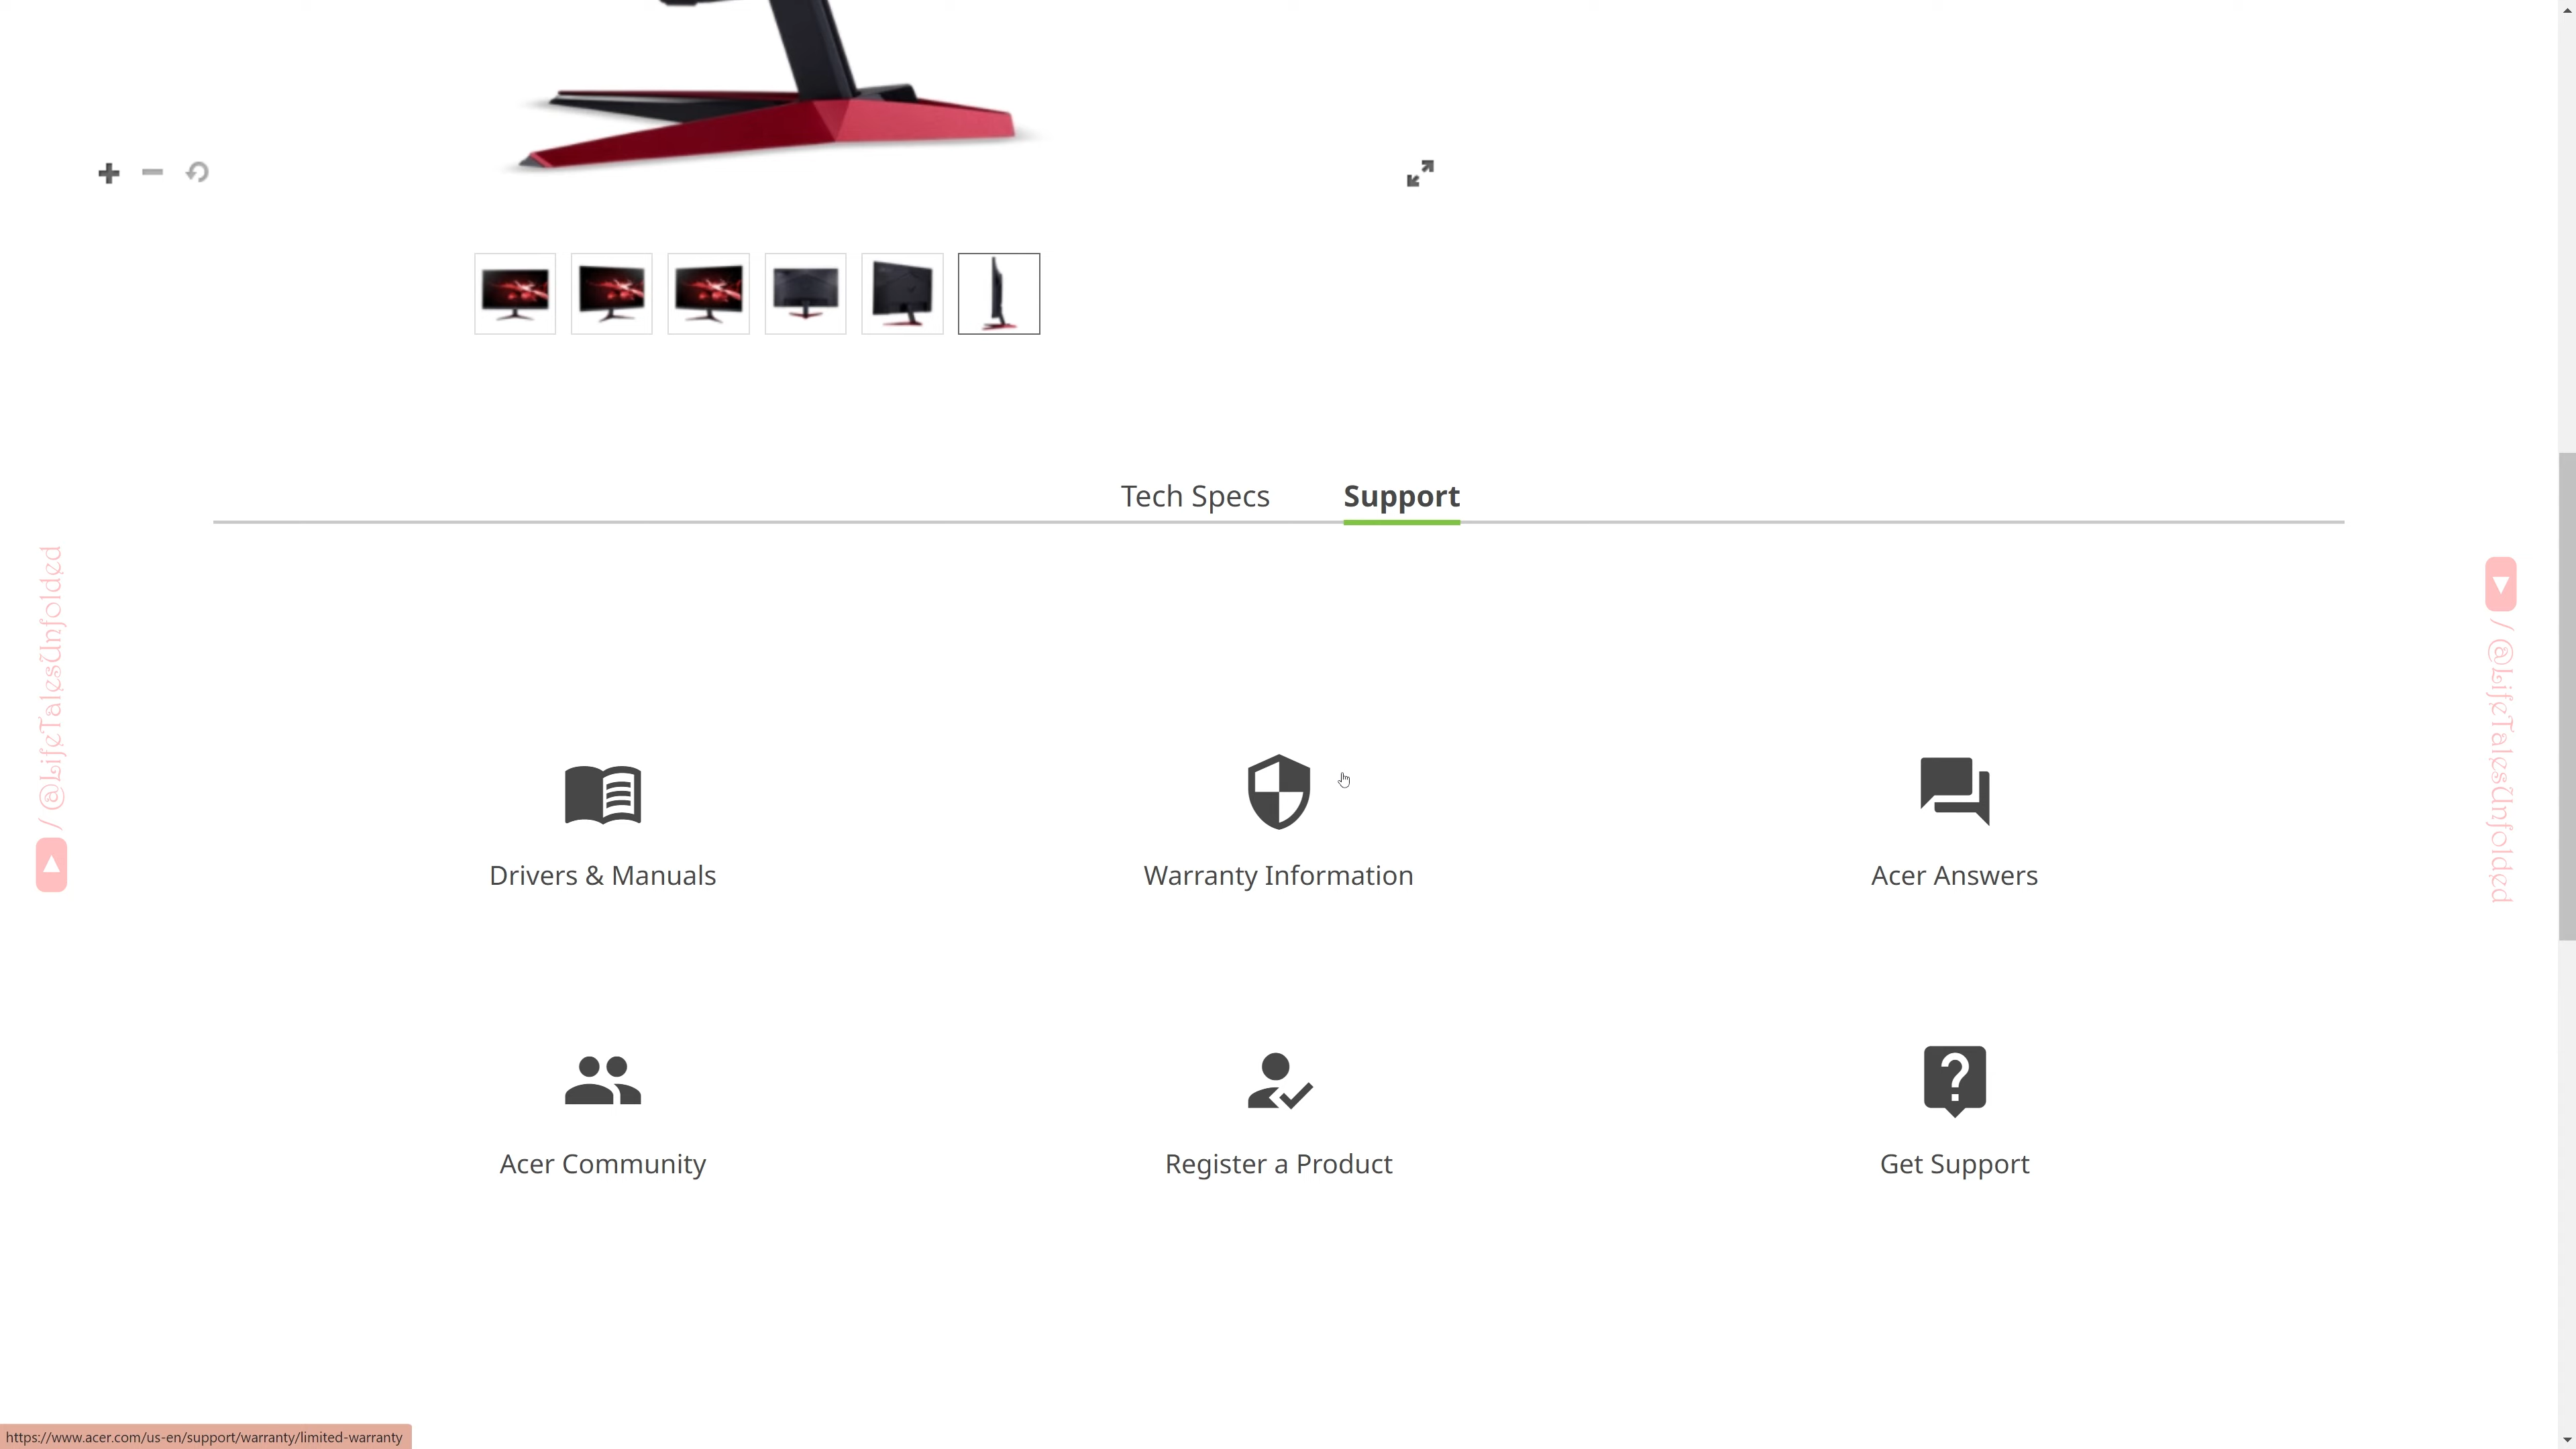 Tech Specs
Support
/ @LifeTalesUnfolded
/ @LifeTalesUnfolded
Drivers & Manuals
Warranty Information
Acer Answers
Acer Community
Register a Product
Get Support
https://www.acer.com/us-en/support/warranty/limited-warranty